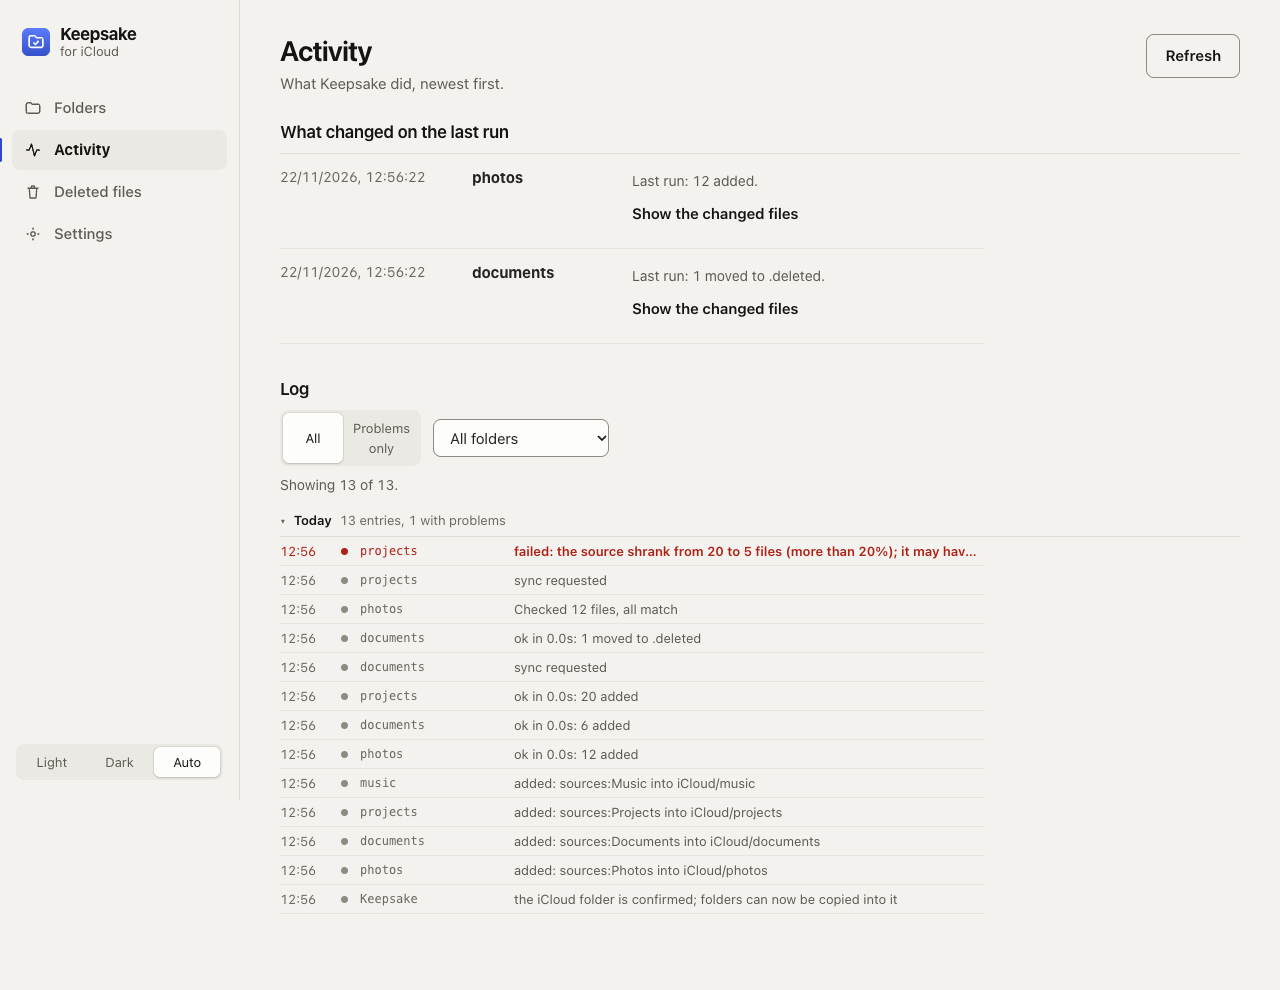 Keepsake
for iCloud
Folders
Activity
Deleted files
Settings
Light Dark Auto
Activity
What Keepsake did, newest first.
Refresh
What changed on the last run
22/11/2026, 12:56:22 photos Last run: 12 added.
Show the changed files
22/11/2026, 12:56:22 documents Last run: 1 moved to .deleted.
Show the changed files
Log
All Problems only All folders
Showing 13 of 13.
Today 13 entries, 1 with problems
12:56 projects failed: the source shrank from 20 to 5 files (more than 20%); it may hav...
12:56 projects sync requested
12:56 photos Checked 12 files, all match
12:56 documents ok in 0.0s: 1 moved to .deleted
12:56 documents sync requested
12:56 projects ok in 0.0s: 20 added
12:56 documents ok in 0.0s: 6 added
12:56 photos ok in 0.0s: 12 added
12:56 music added: sources:Music into iCloud/music
12:56 projects added: sources:Projects into iCloud/projects
12:56 documents added: sources:Documents into iCloud/documents
12:56 photos added: sources:Photos into iCloud/photos
12:56 Keepsake the iCloud folder is confirmed; folders can now be copied into it